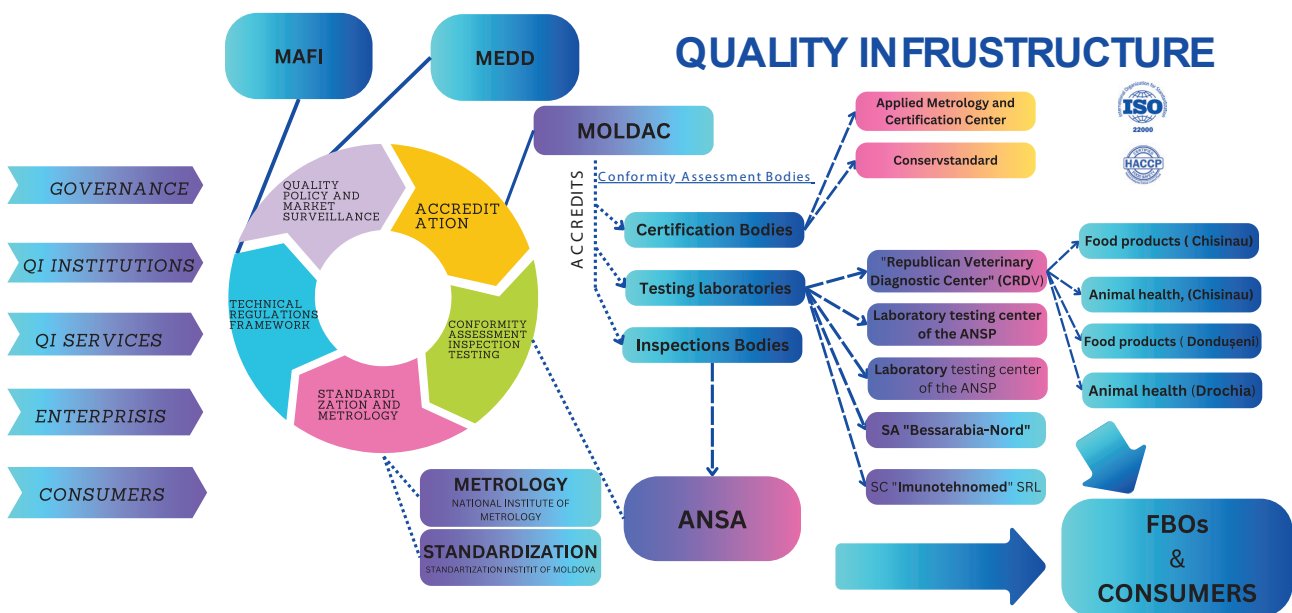 QUALITY INFRUSTRUCTURE
MAFI
MEDD
MOLDAC
GOVERNANCE
QI INSTITUTIONS
QI SERVICES
ENTERPRISIS
CONSUMERS
QUALITY
POLICY AND
MARKET
SURVEILLANCE
ACCREDIT
ATION
TECHNICAL
REGULATIONS
FRAMEWORK
CONFORMITY
ASSESSMENT
INSPECTION
TESTING
STANDARDI
ZATION AND
METROLOGY
METROLOGY
NATIONAL INSTITUTE OF
METROLOGY
STANDARDIZATION
STANDARTIZATION INSTITIT OF MOLDOVA
ACCREDITS
Conformity Assessment Bodies
Certification Bodies
Testing laboratories
Inspections Bodies
ANSA
Applied Metrology and
Certification Center
Conservstandard
"Republican Veterinary
Diagnostic Center" (CRDV)
Laboratory testing center
of the ANSP
Laboratory testing center
of the ANSP
SA "Bessarabia-Nord"
SC "Imunotehnomed" SRL
ISO
22000
HACCP
Food products ( Chisinau)
Animal health, (Chisinau)
Food products ( Dondușeni)
Animal health (Drochia)
FBOs
&
CONSUMERS